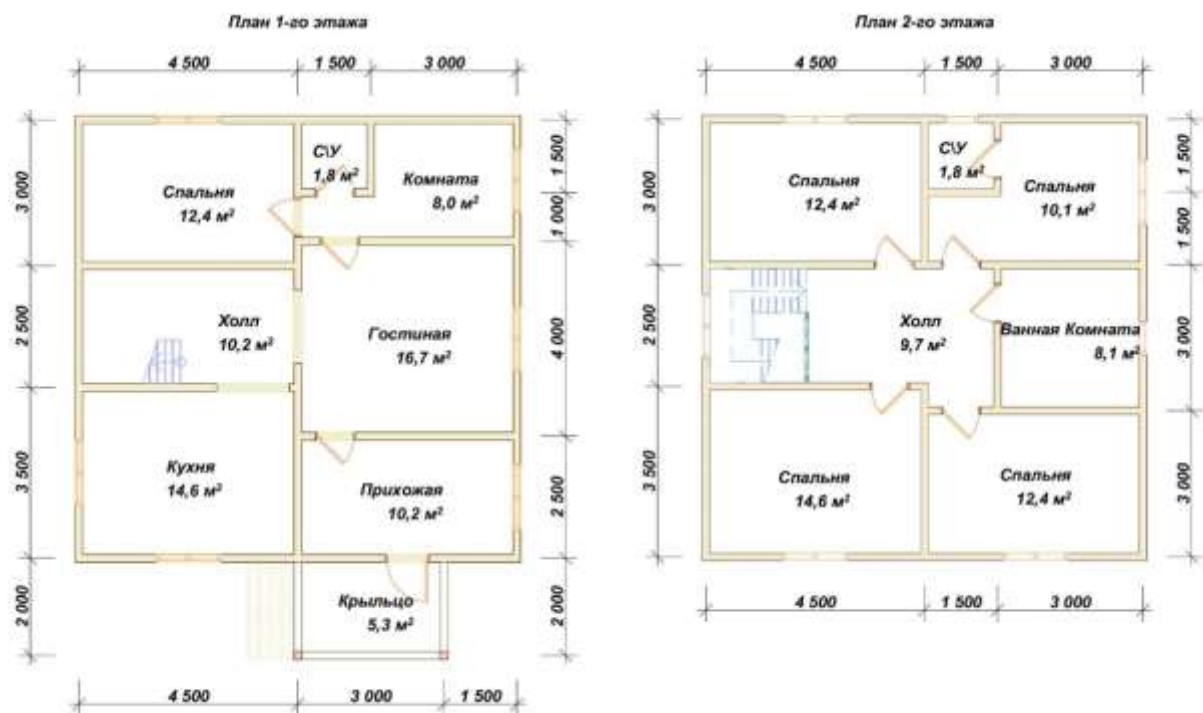 План 1-го этажа
4 500
1 500
3 000
3 000
2 500
3 500
2 000
1 500
1 000
4 000
2 500
2 000
С\У
1,8 м²
Спальня
12,4 м²
Комната
8,0 м²
Холл
10,2 м²
Гостиная
16,7 м²
Кухня
14,6 м²
Прихожая
10,2 м²
Крыльцо
5,3 м²
4 500
3 000
1 500
План 2-го этажа
4 500
1 500
3 000
3 000
2 500
3 500
1 500
1 500
3 000
3 000
С\У
1,8 м²
Спальня
12,4 м²
Спальня
10,1 м²
Холл
9,7 м²
Ванная Комната
8,1 м²
Спальня
14,6 м²
Спальня
12,4 м²
4 500
1 500
3 000